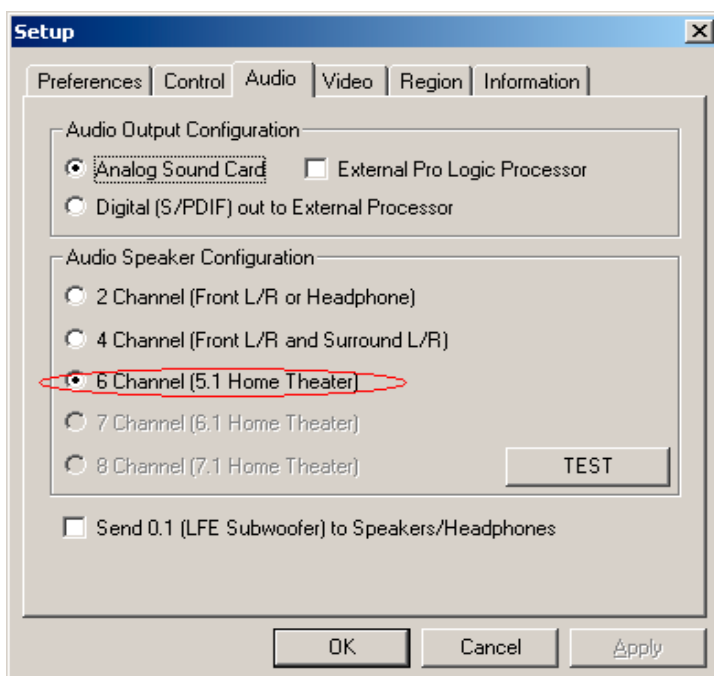 Setup
Preferences Control Audio Video Region Information
Audio Output Configuration
Analog Sound Card External Pro Logic Processor
Digital (S/PDIF) out to External Processor
Audio Speaker Configuration
2 Channel (Front L/R or Headphone)
4 Channel (Front L/R and Surround L/R)
6 Channel (5.1 Home Theater)
7 Channel (6.1 Home Theater)
8 Channel (7.1 Home Theater) TEST
Send 0.1 (LFE Subwoofer) to Speakers/Headphones
OK Cancel Apply